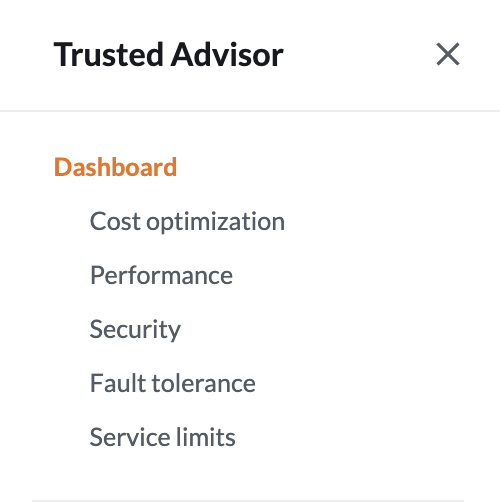 Trusted Advisor
Dashboard
Cost optimization
Performance
Security
Fault tolerance
Service limits